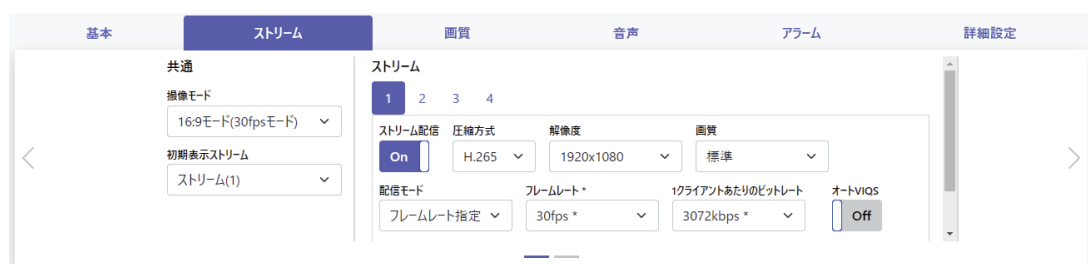 基本 ストリーム 画質 音声 アラーム 詳細設定
共通
撮像モード
16:9モード(30fpsモード)
初期表示ストリーム
ストリーム(1)
ストリーム
1 2 3 4
ストリーム配信 圧縮方式 解像度 画質
On H.265 1920x1080 標準
配信モード フレームレート * 1クライアントあたりのビットレート オートVIQS
フレームレート指定 30fps * 3072kbps * Off